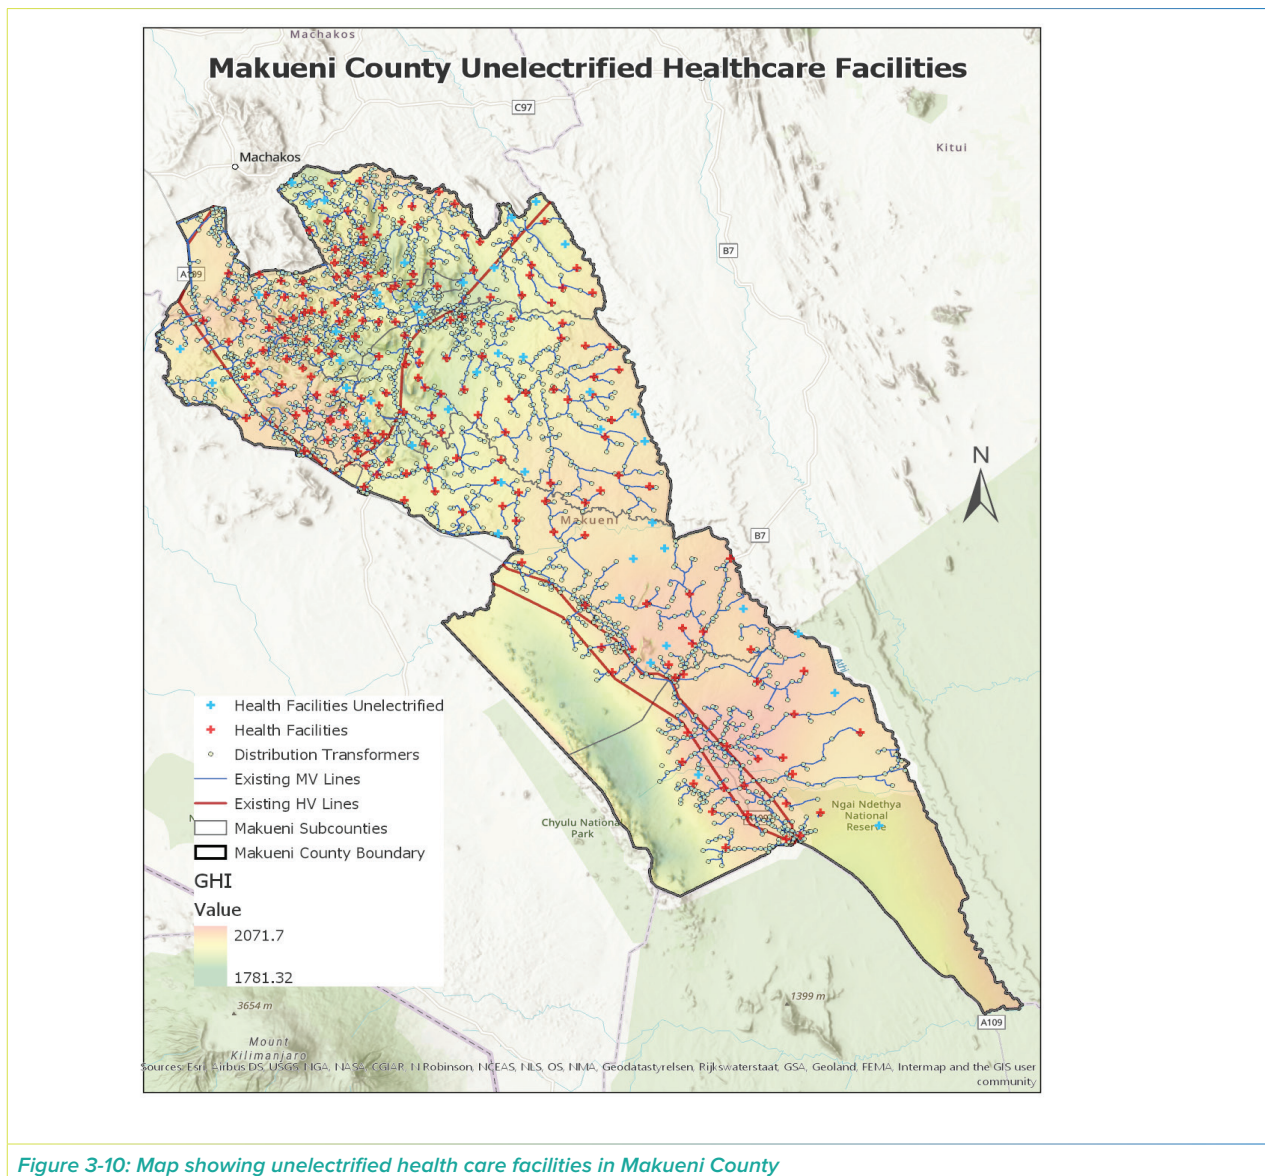 Machakos
Makueni County Unelectrified Healthcare Facilities
C97
Kitui
Machakos
B7
A109
N
Makueni
B7
Athi
Health Facilities Unelectrified
Health Facilities
Distribution Transformers
Existing MV Lines
Existing HV Lines
Makueni Subcounties
Makueni County Boundary
GHI
Value
2071.7
1781.32
Chyulu National
Park
Ngai Ndethya
National
Reserve
3654 m
1399 m
A109
Mount
Kilimanjaro
Sources: Esri, Airbus DS, USGS, NGA, NASA, CGIAR, N Robinson, NCEAS, NLS, OS, NMA, Geodatastyrelsen, Rijkswaterstaat, GSA, Geoland, FEMA, Intermap and the GIS user
community
Figure 3-10: Map showing unelectrified health care facilities in Makueni County